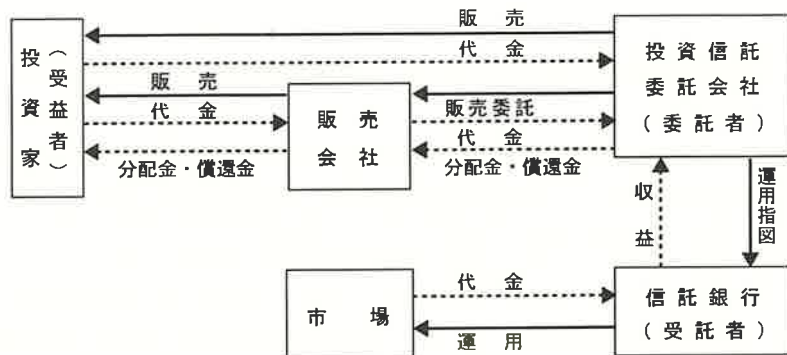 販売
代金
投資家
（受益者）
販売
代金
分配金・償還金
販売
会社
販売委託
代金
分配金・償還金
投資信託
委託会社
（委託者）
収益
運用指図
市場
代金
運用
信託銀行
（受託者）